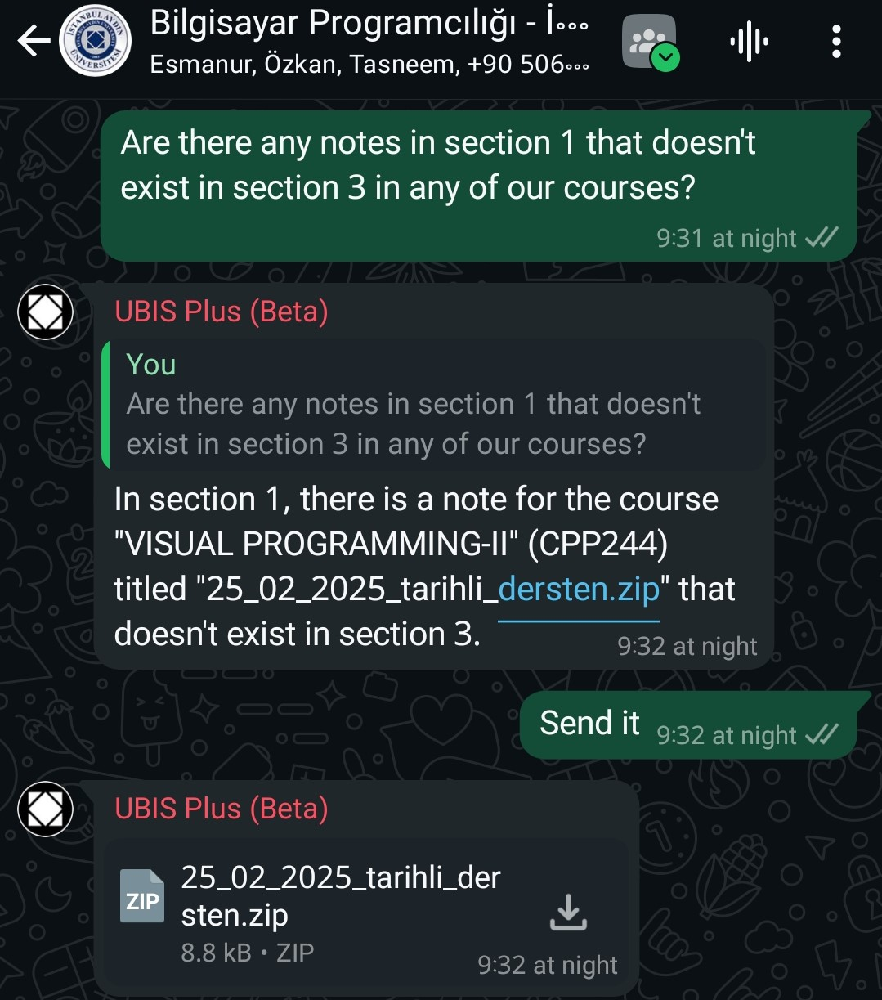 Bilgisayar Programcılığı - İ...
Esmanur, Özkan, Tasneem, +90 506...
Are there any notes in section 1 that doesn't
exist in section 3 in any of our courses?
9:31 at night
UBIS Plus (Beta)
You
Are there any notes in section 1 that doesn't
exist in section 3 in any of our courses?
In section 1, there is a note for the course
"VISUAL PROGRAMMING-II" (CPP244)
titled "25_02_2025_tarihli_dersten.zip" that
doesn't exist in section 3.
9:32 at night
Send it
9:32 at night
UBIS Plus (Beta)
ZIP
25_02_2025_tarihli_der
sten.zip
8.8 kB • ZIP
9:32 at night